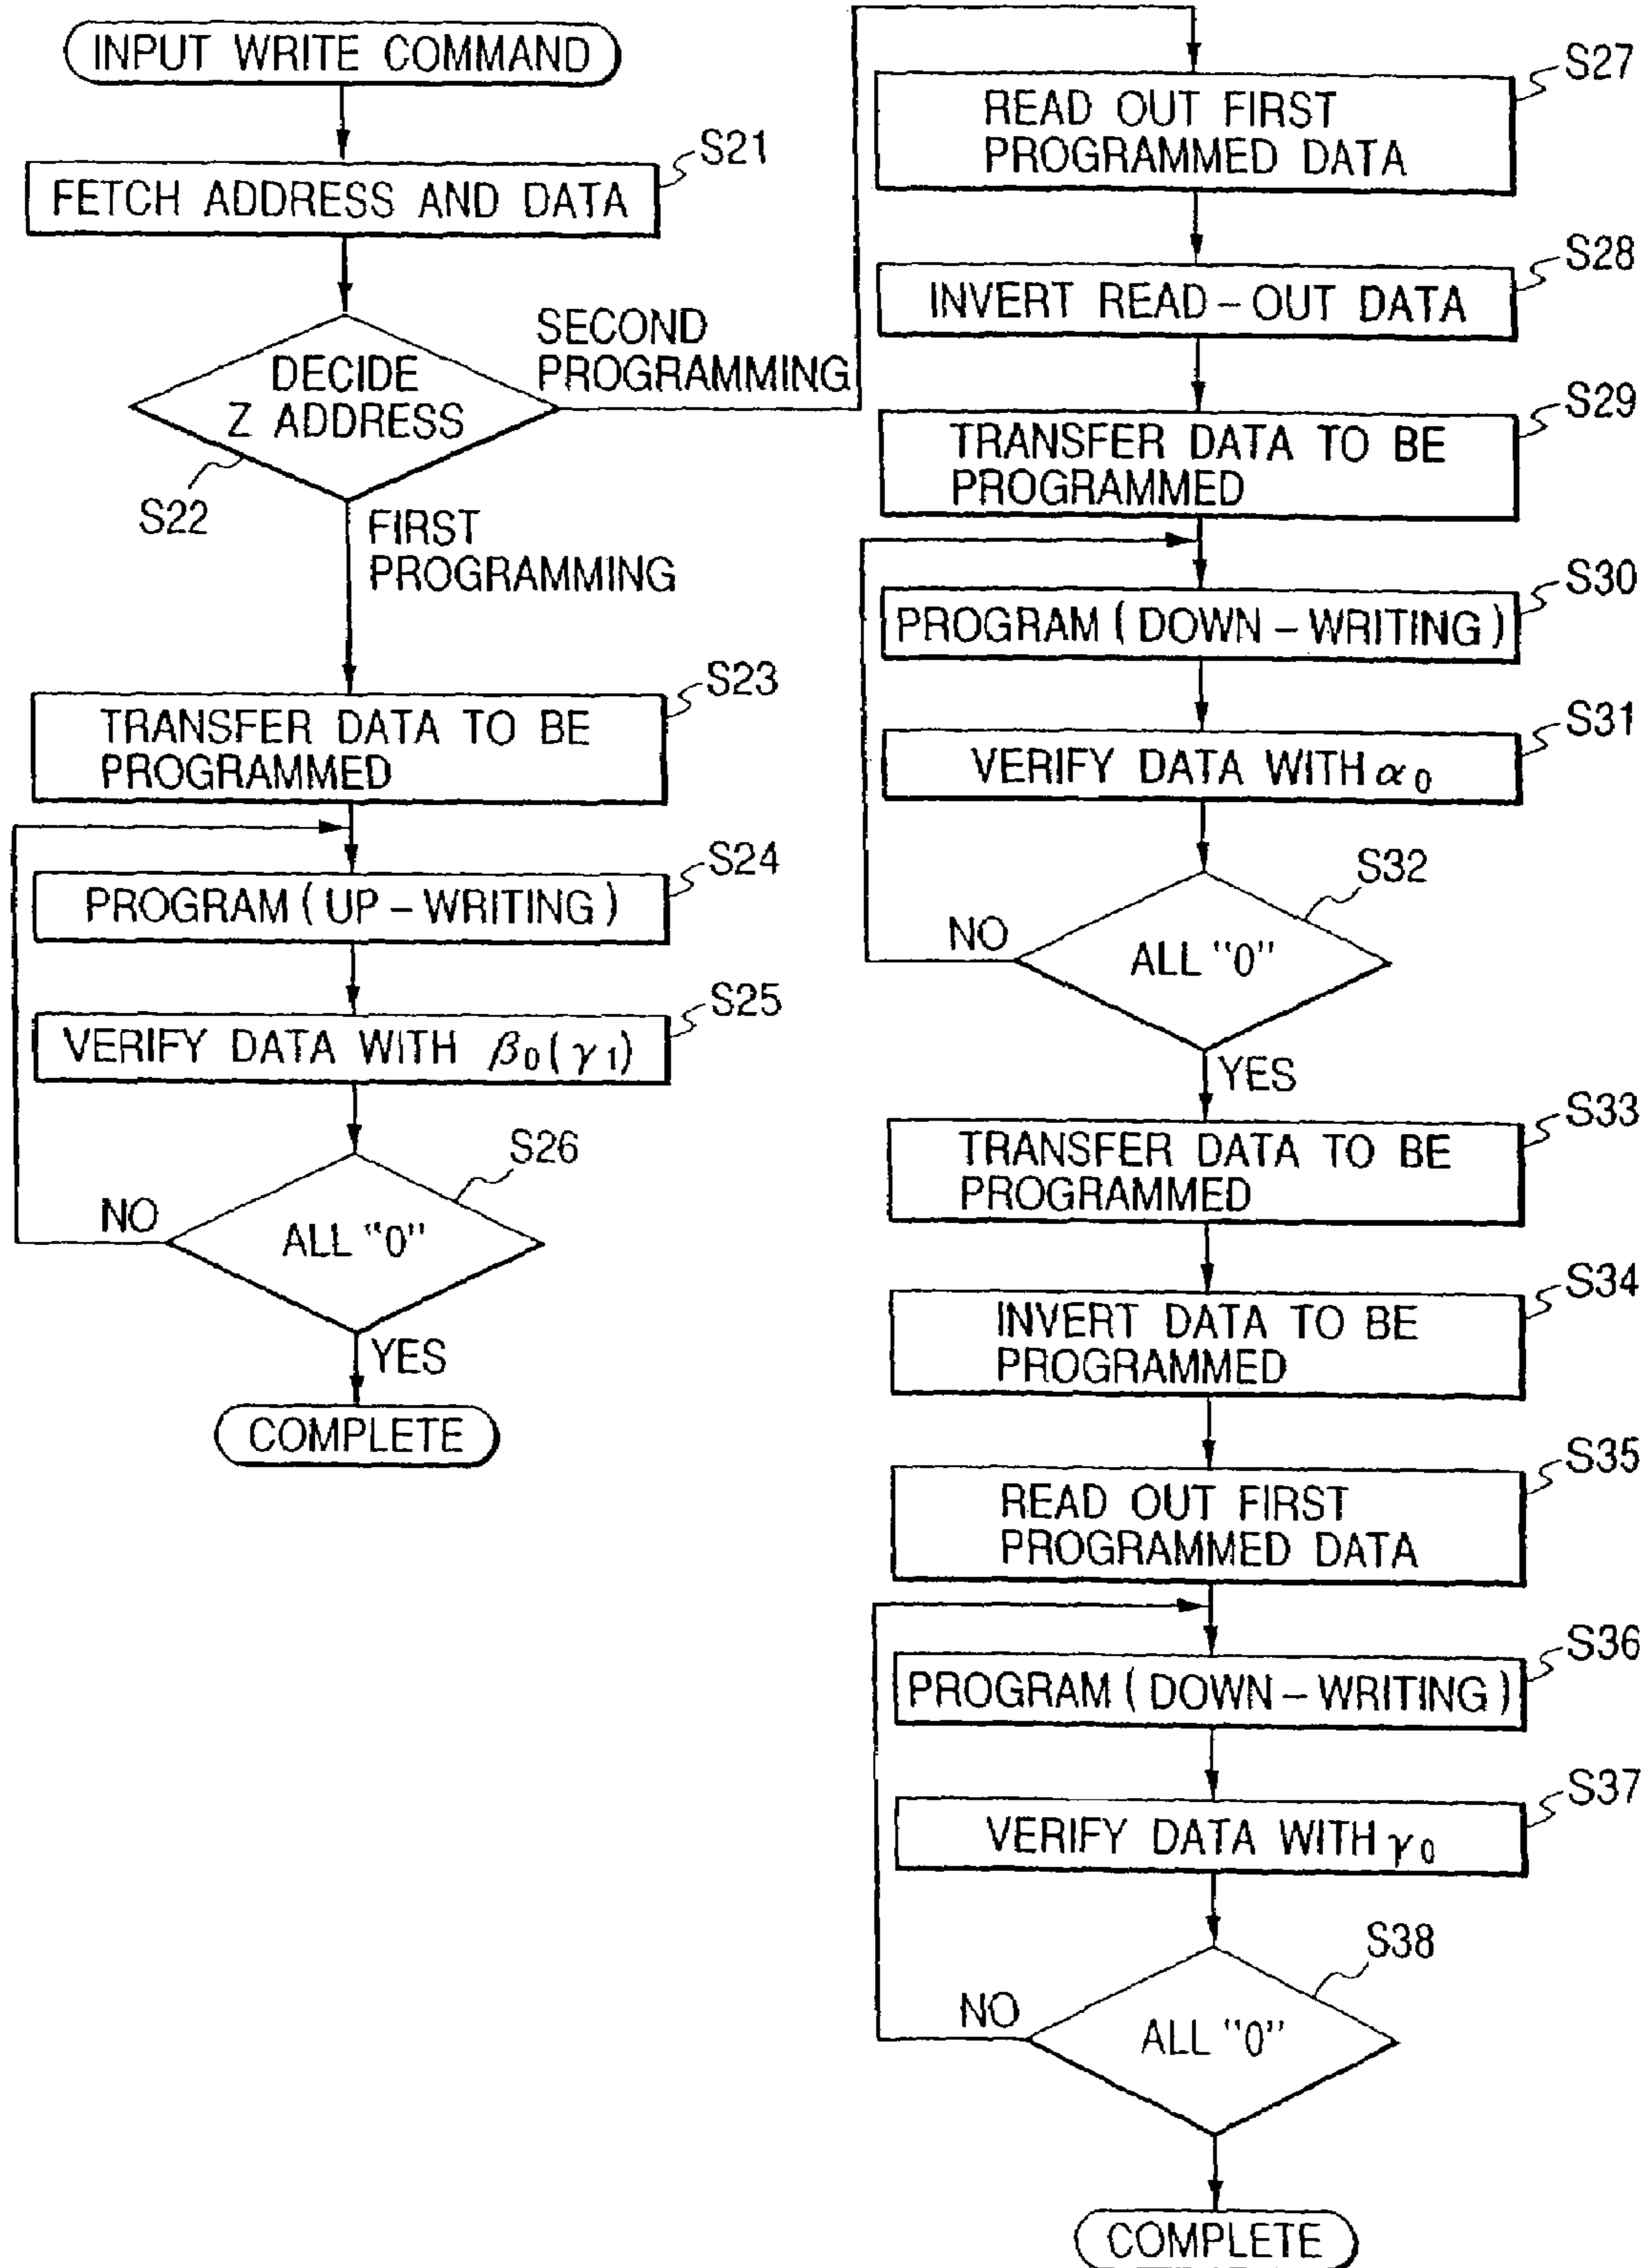 INPUT WRITE COMMAND
S21
FETCH ADDRESS AND DATA
DECIDE
Z ADDRESS
S22
SECOND
PROGRAMMING
FIRST
PROGRAMMING
S23
TRANSFER DATA TO BE
PROGRAMMED
S24
PROGRAM ( UP – WRITING )
S25
VERIFY DATA WITH β0 ( γ1 )
S26
ALL "0"
NO
YES
COMPLETE
S27
READ OUT FIRST
PROGRAMMED DATA
S28
INVERT READ – OUT DATA
S29
TRANSFER DATA TO BE
PROGRAMMED
S30
PROGRAM ( DOWN – WRITING )
S31
VERIFY DATA WITH α0
S32
ALL "0"
NO
YES
S33
TRANSFER DATA TO BE
PROGRAMMED
S34
INVERT DATA TO BE
PROGRAMMED
S35
READ OUT FIRST
PROGRAMMED DATA
S36
PROGRAM ( DOWN – WRITING )
S37
VERIFY DATA WITH γ0
S38
ALL "0"
NO
COMPLETE